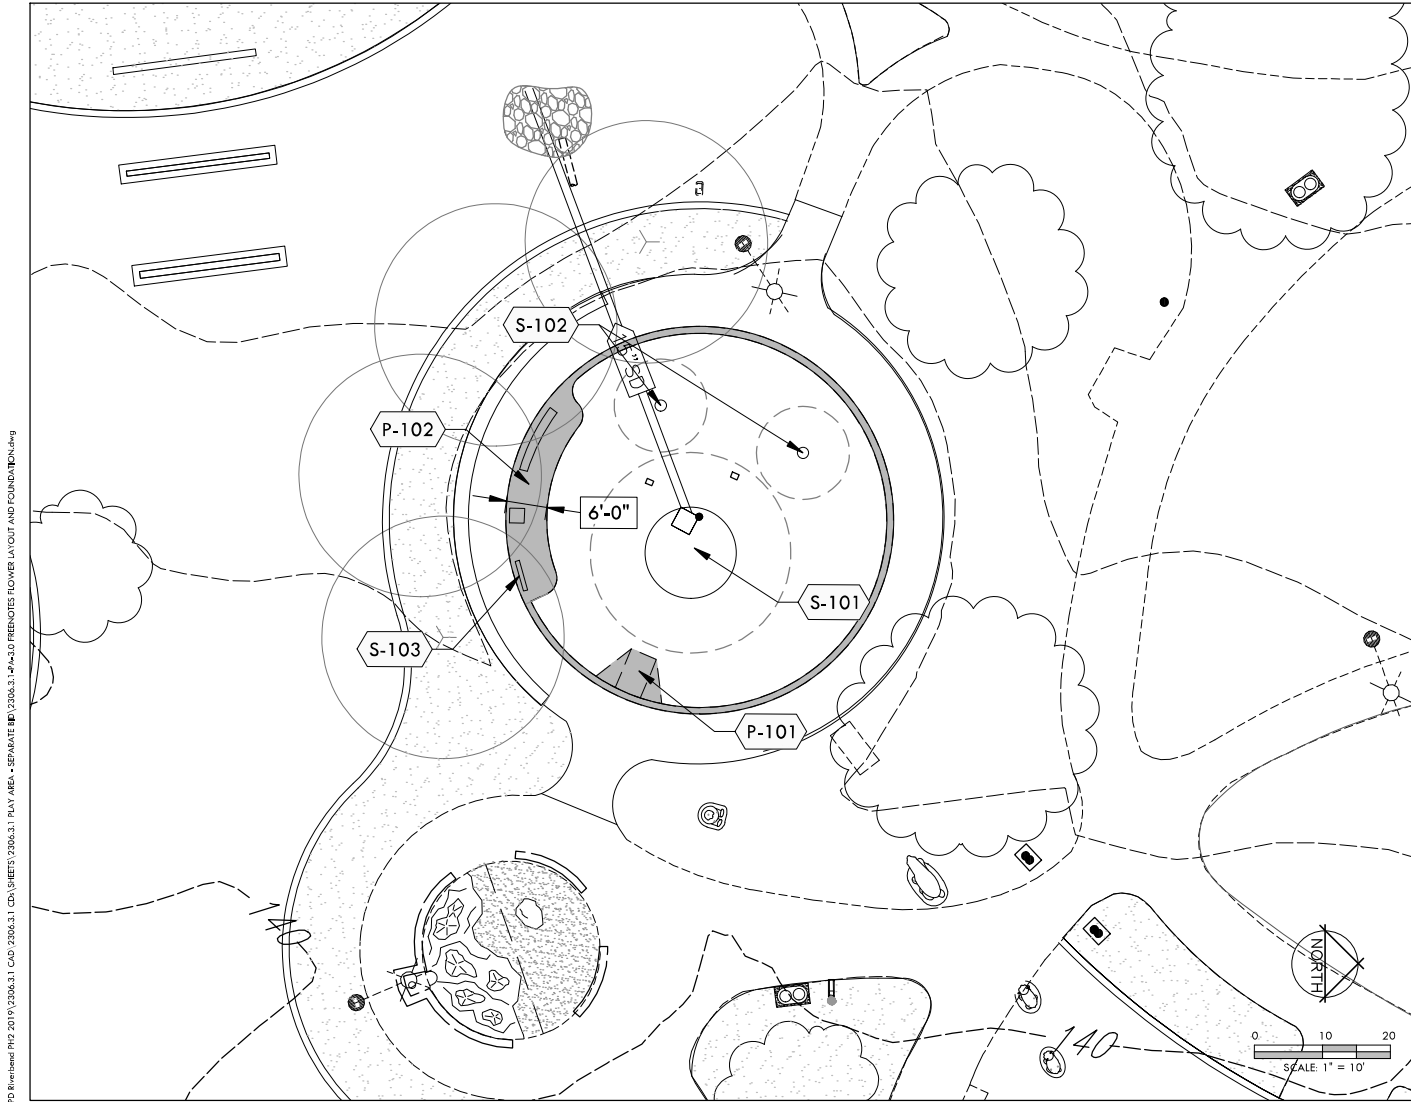 S-102
15" SD
P-102
6'-0"
S-101
S-103
P-101
140
140
NORTH
0 10 20
SCALE: 1" = 10'
PD Riverbend PH2 2019\2306.3.1 CAD\2306.3.1 CDs\SHEETS\2306.3.1 PLAY AREA - SEPARATE BID\2306.3.1-PA-3.0 FREENOTES FLOWER LAYOUT AND FOUNDATION.dwg